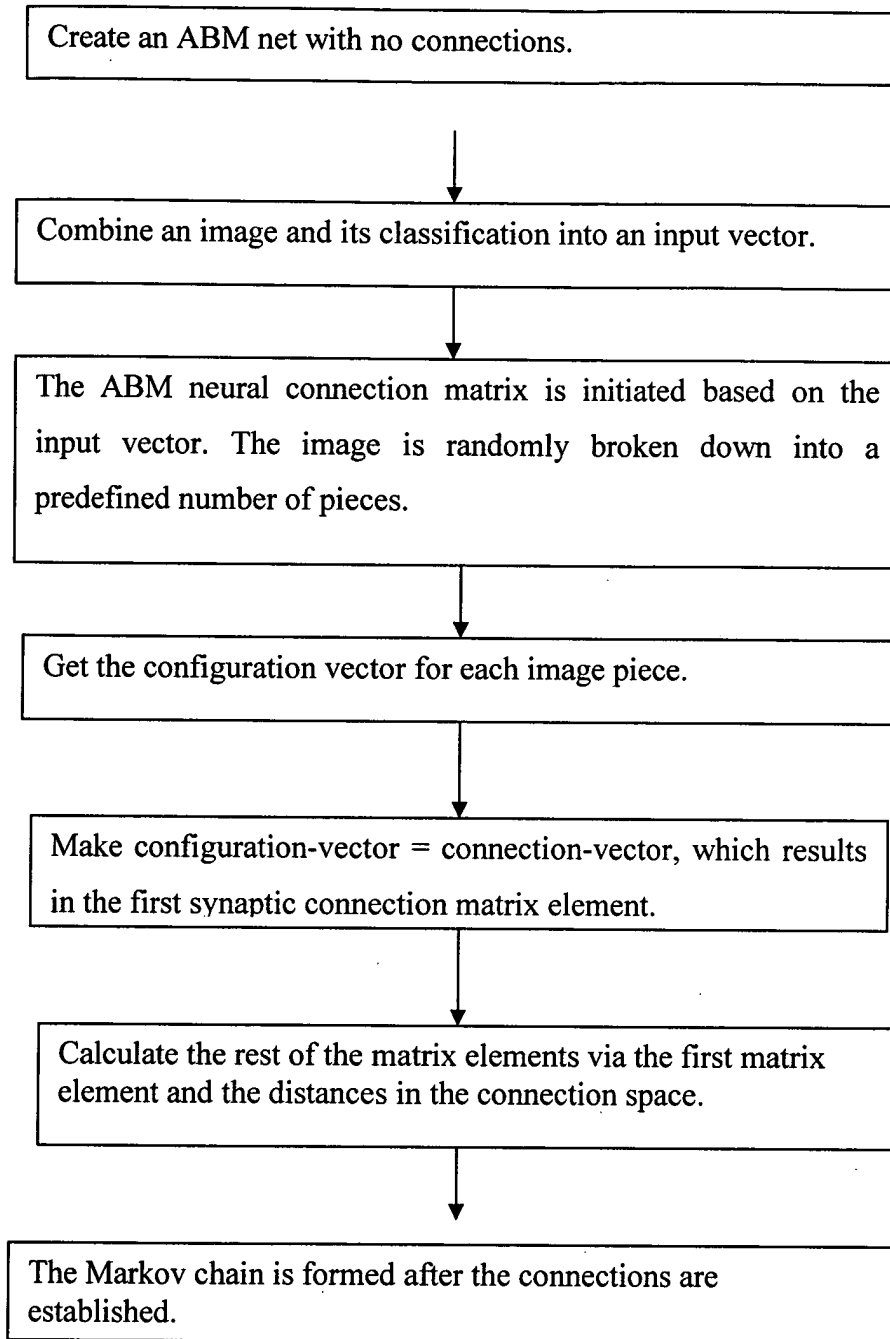 Create an ABM net with no connections.
Combine an image and its classification into an input vector.
The ABM neural connection matrix is initiated based on the
input vector. The image is randomly broken down into a
predefined number of pieces.
Get the configuration vector for each image piece.
Make configuration-vector = connection-vector, which results
in the first synaptic connection matrix element.
Calculate the rest of the matrix elements via the first matrix
element and the distances in the connection space.
The Markov chain is formed after the connections are
established.